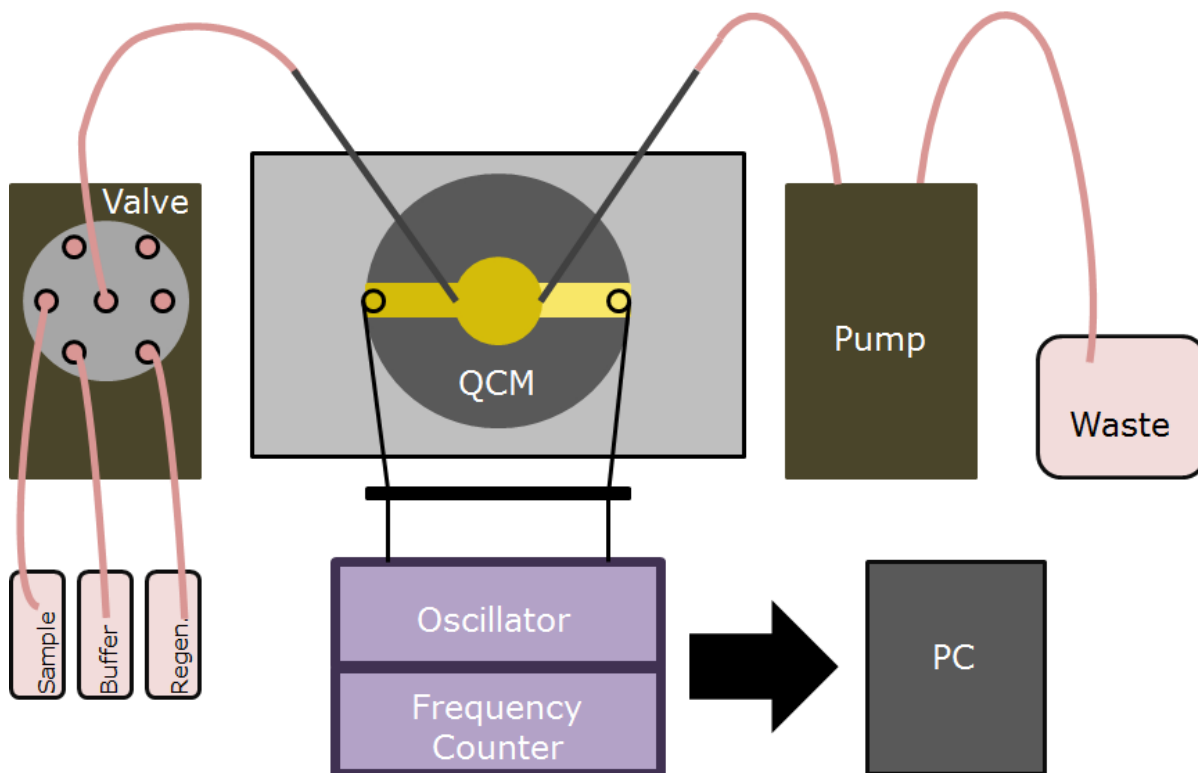 Valve
QCM
Pump
Waste
Sample
Buffer
Regen.
Oscillator
Frequency
Counter
PC